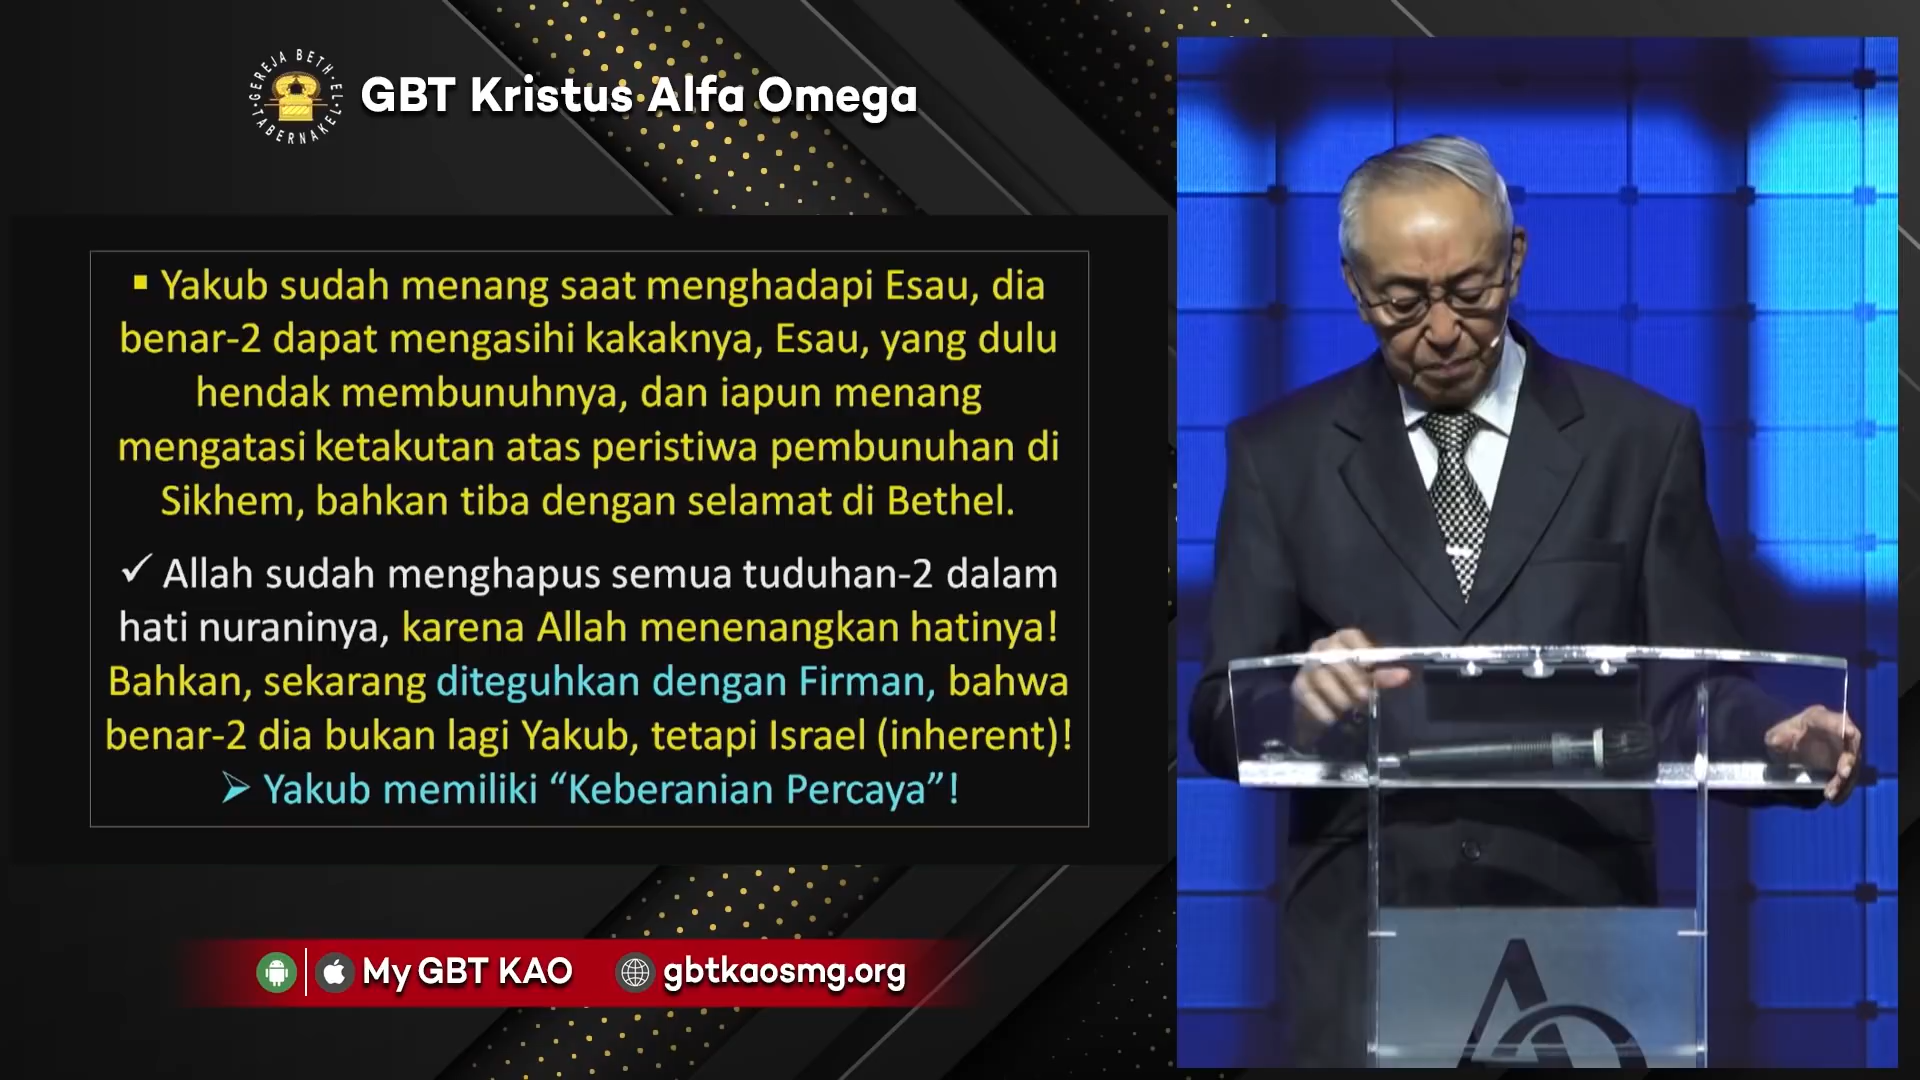 GEREJA BETH-EL TABERNAKEL
GBT Kristus Alfa Omega
▪ Yakub sudah menang saat menghadapi Esau, dia
benar-2 dapat mengasihi kakaknya, Esau, yang dulu
hendak membunuhnya, dan iapun menang
mengatasi ketakutan atas peristiwa pembunuhan di
Sikhem, bahkan tiba dengan selamat di Bethel.
✓ Allah sudah menghapus semua tuduhan-2 dalam
hati nuraninya, karena Allah menenangkan hatinya!
Bahkan, sekarang diteguhkan dengan Firman, bahwa
benar-2 dia bukan lagi Yakub, tetapi Israel (inherent)!
➢ Yakub memiliki “Keberanian Percaya”!
My GBT KAO
gbtkaosmg.org